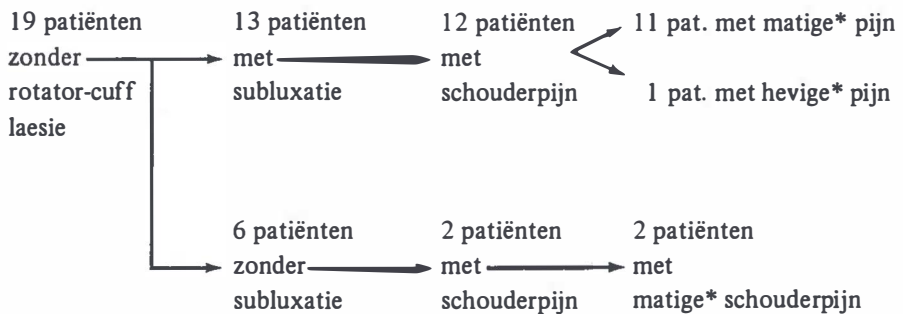 19 patiënten 13 patiënten 12 patiënten 11 pat. met matige* pijn
zonder met met
rotator-cuff subluxatie schouderpijn 1 pat. met hevige* pijn
laesie
6 patiënten 2 patiënten 2 patiënten
zonder met met
subluxatie schouderpijn matige* schouderpijn